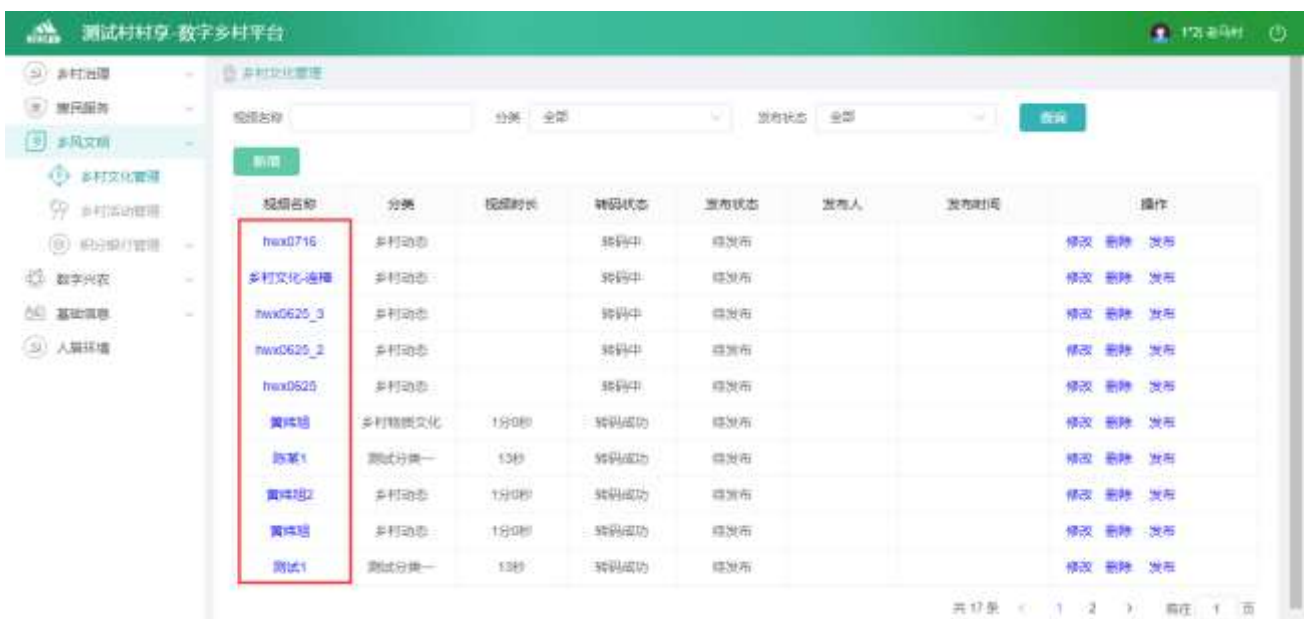 测试村村享-数字乡村平台
乡村治理
惠民服务
乡风文明
乡村文化管理
乡村活动管理
积分银行管理
数字兴农
基础信息
人居环境
乡村文化管理
视频名称 分类 全部 发布状态 全部 查询
新增
视频名称 分类 视频时长 转码状态 发布状态 发布人 发布时间 操作
hwx0716 乡村动态 转码中 待发布 修改 删除 发布
乡村文化-连播 乡村动态 转码中 待发布 修改 删除 发布
hwx0625_3 乡村动态 转码中 待发布 修改 删除 发布
hwx0625_2 乡村动态 转码中 待发布 修改 删除 发布
hwx0625 乡村动态 转码中 待发布 修改 删除 发布
乡村物质文化 1分0秒 转码成功 待发布 修改 删除 发布
陈某1 测试分类一 13秒 转码成功 待发布 修改 删除 发布
乡村动态 1分0秒 转码成功 待发布 修改 删除 发布
乡村动态 1分0秒 转码成功 待发布 修改 删除 发布
测试1 测试分类一 13秒 转码成功 待发布 修改 删除 发布
共 17 条 1 2 前往 1 页